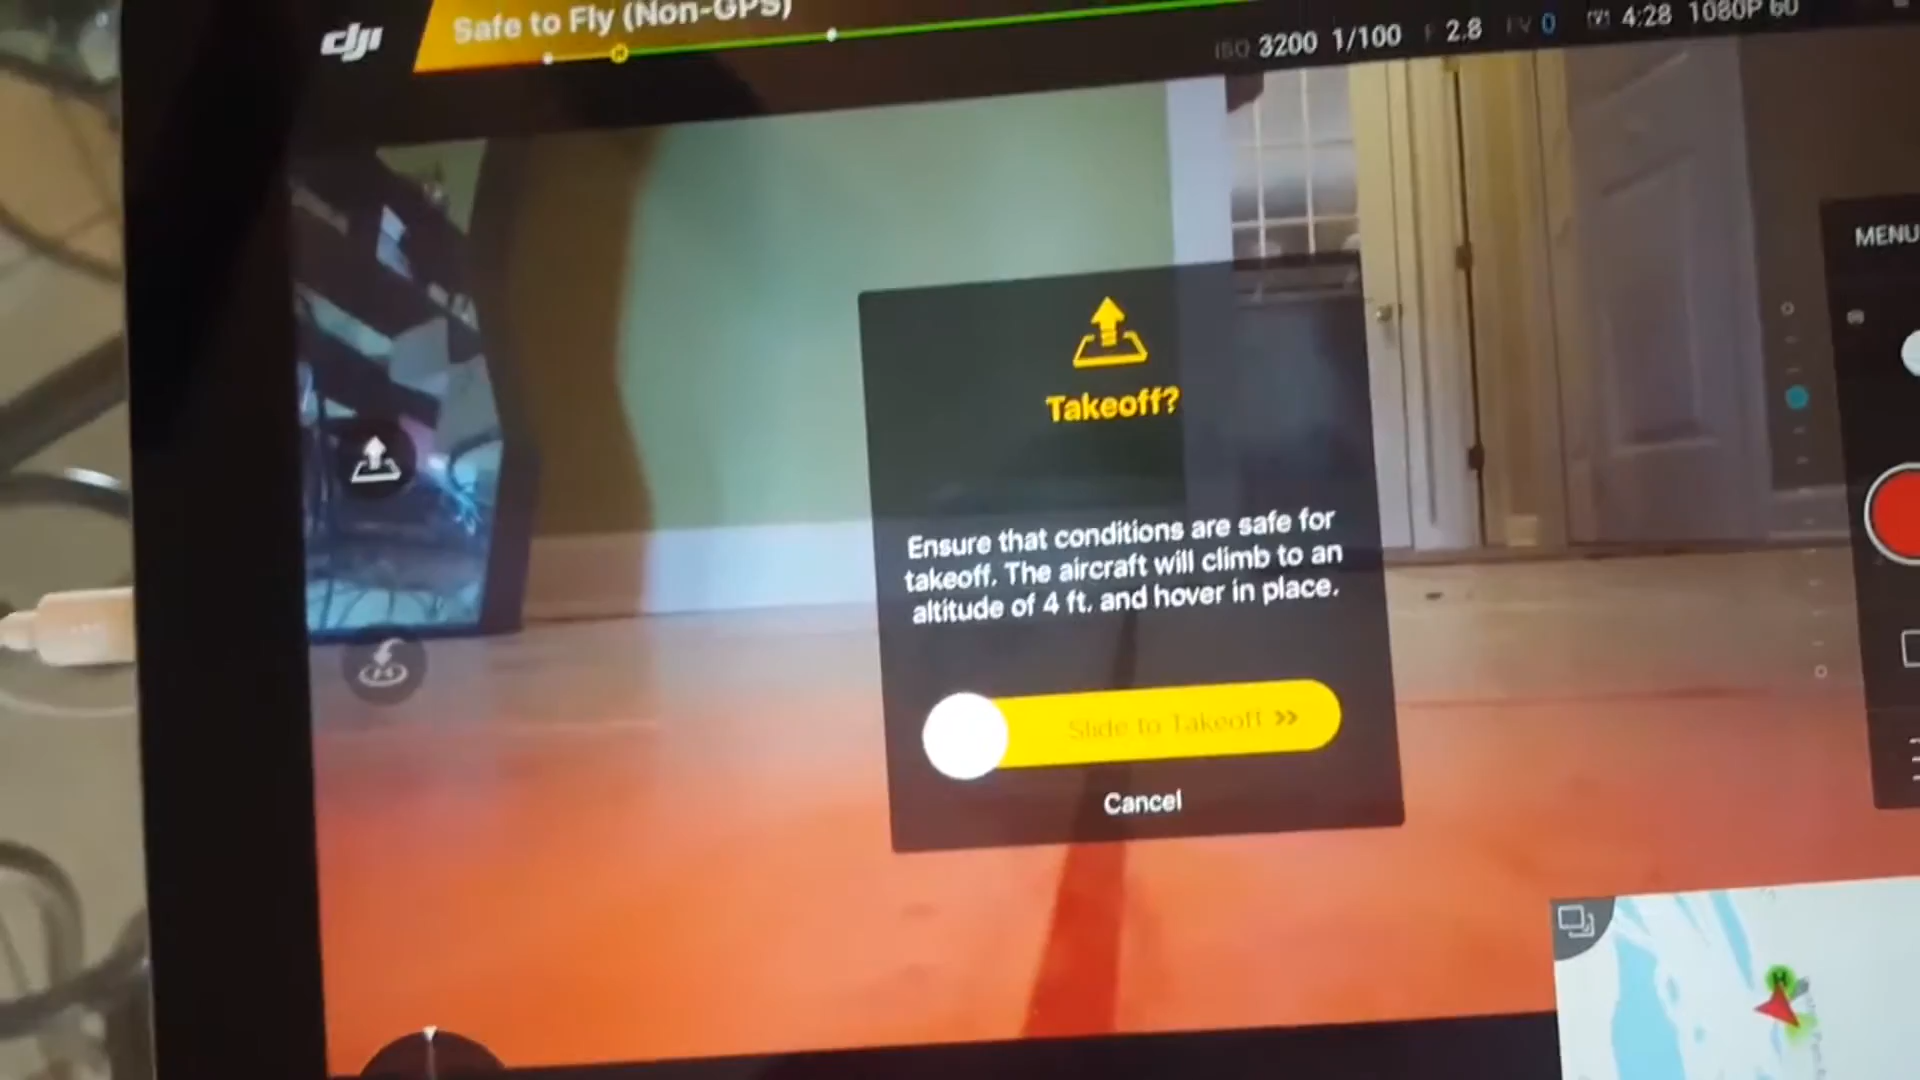 dji
Safe to Fly (Non-GPS)
ISO 3200 1/100 F 2.8 EV 0 4:28 1080P 60
MENU
Takeoff?
Ensure that conditions are safe for
takeoff. The aircraft will climb to an
altitude of 4 ft. and hover in place.
Slide to Takeoff »
Cancel
H
H